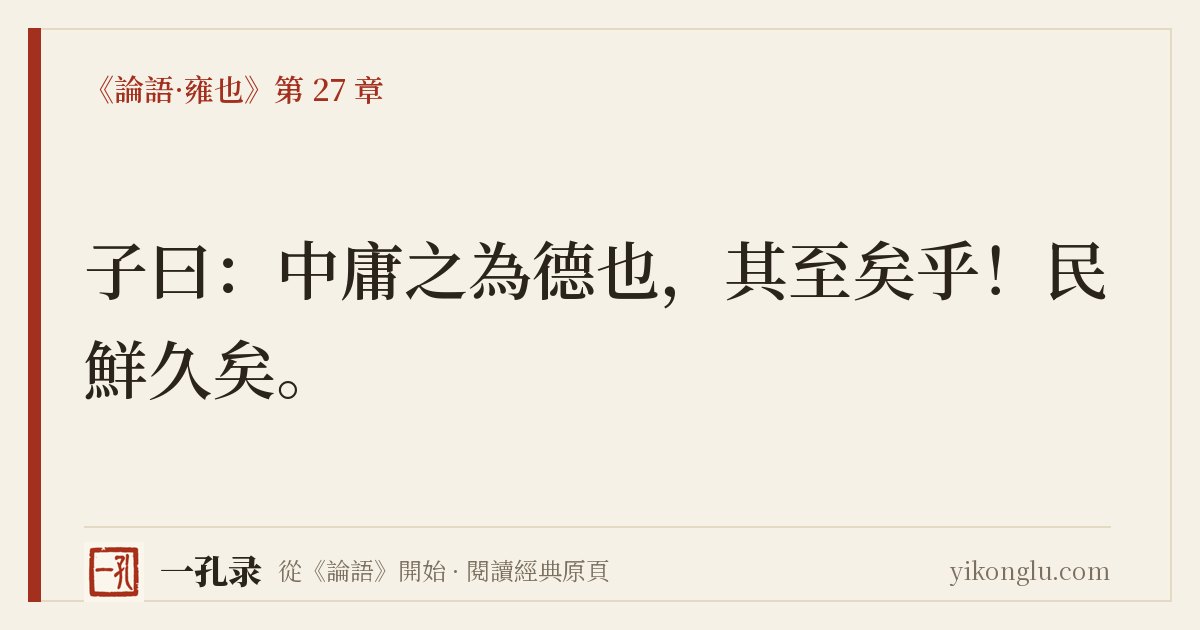 《論語·雍也》第 27 章
子曰：中庸之為德也，其至矣乎！民
鮮久矣。
一孔
一孔录 從《論語》開始 · 閱讀經典原頁 yikonglu.com